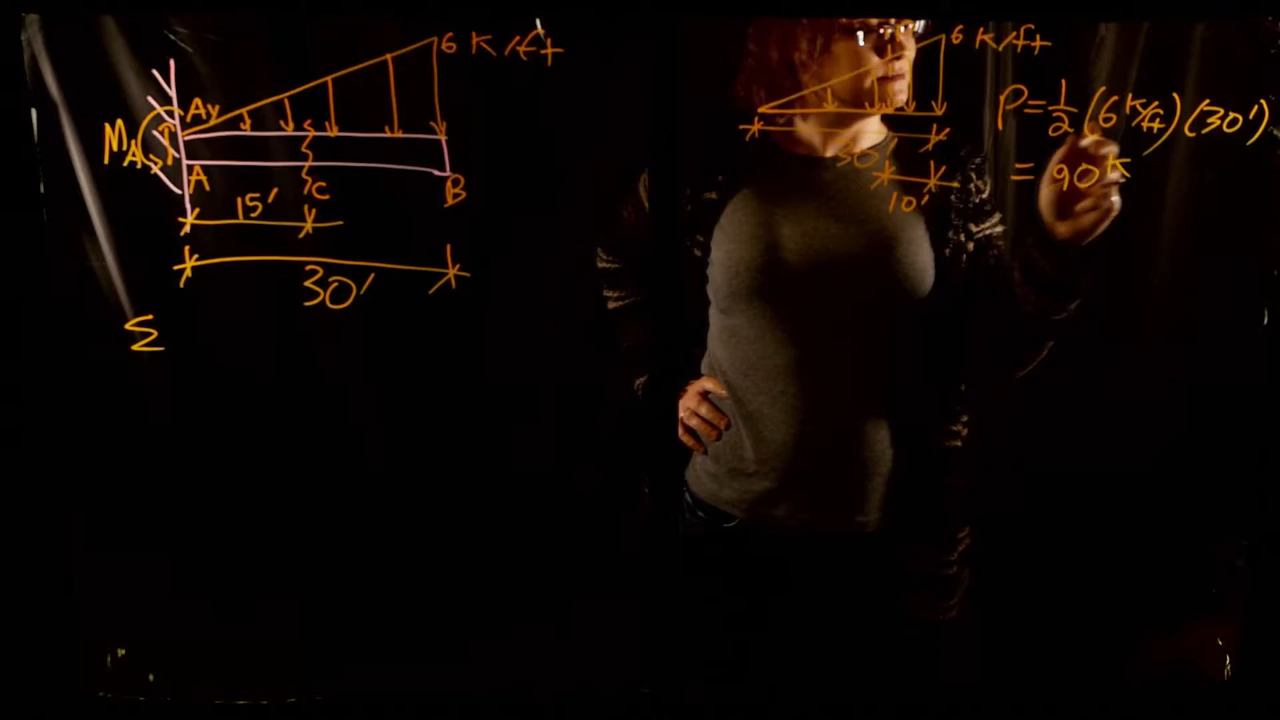 6 K/ft
Ay
MA
A
C
B
15'
30'
Σ
6 K/ft
30'
10'
P = 1/2 (6 K/ft) (30')
= 90 K